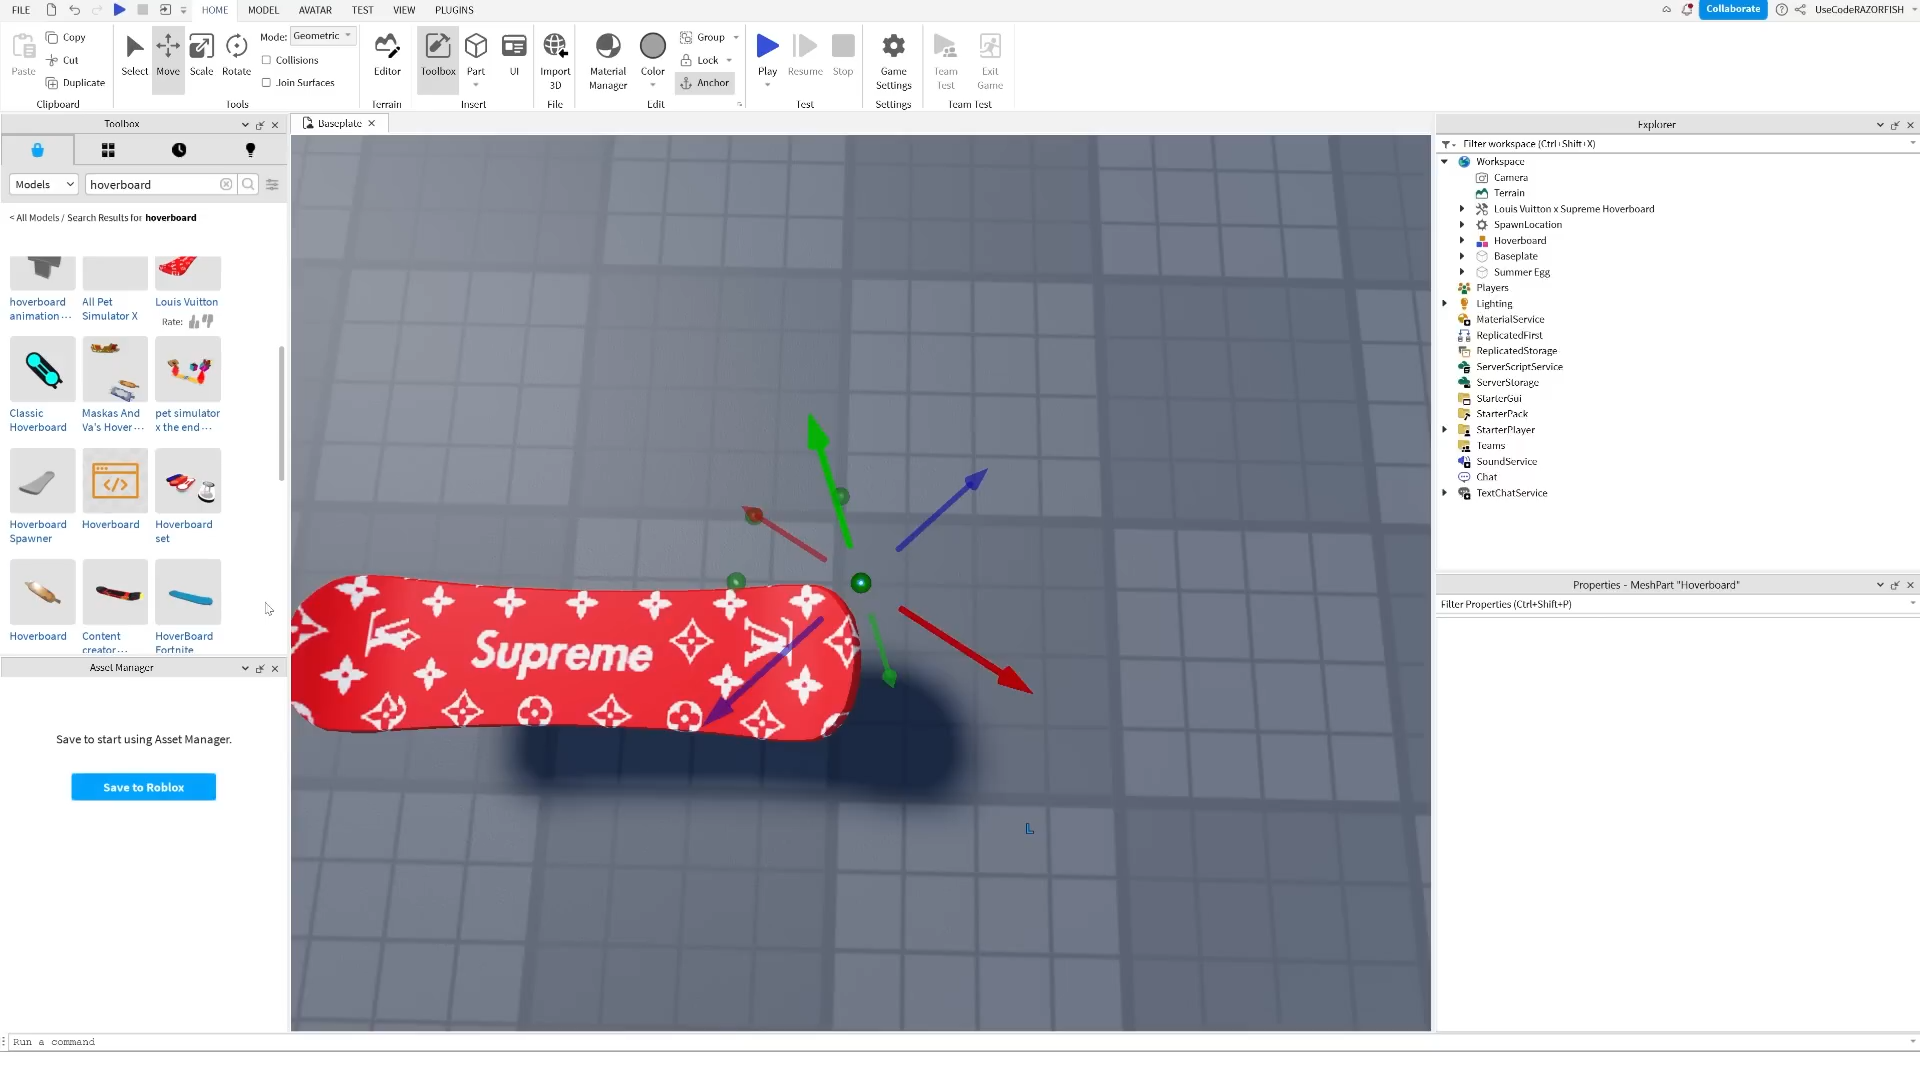 FILE HOME MODEL AVATAR TEST VIEW PLUGINS Collaborate UseCodeRAZORFISH
Copy
Cut
Duplicate
Paste
Clipboard
Select Move Scale Rotate
Mode: Geometric
Collisions
Join Surfaces
Tools
Editor
Terrain
Toolbox Part UI
Insert
Import
3D
File
Material
Manager
Color
Group
Lock
Anchor
Edit
Play Resume Stop
Test
Game
Settings
Settings
Team
Test
Exit
Game
Team Test
Toolbox
Models hoverboard
< All Models / Search Results for hoverboard
hoverboard
animation ...
All Pet
Simulator X
Louis Vuitton
Rate:
Classic
Hoverboard
Maskas And
Va's Hover ...
pet simulator
x the end ...
Hoverboard
Spawner
Hoverboard
Hoverboard
set
Hoverboard
Content
creator ...
HoverBoard
Fortnite
Asset Manager
Save to start using Asset Manager.
Save to Roblox
Baseplate
Supreme
L
Explorer
Filter workspace (Ctrl+Shift+X)
Workspace
Camera
Terrain
Louis Vuitton x Supreme Hoverboard
SpawnLocation
Hoverboard
Baseplate
Summer Egg
Players
Lighting
MaterialService
ReplicatedFirst
ReplicatedStorage
ServerScriptService
ServerStorage
StarterGui
StarterPack
StarterPlayer
Teams
SoundService
Chat
TextChatService
Properties - MeshPart "Hoverboard"
Filter Properties (Ctrl+Shift+P)
Run a command